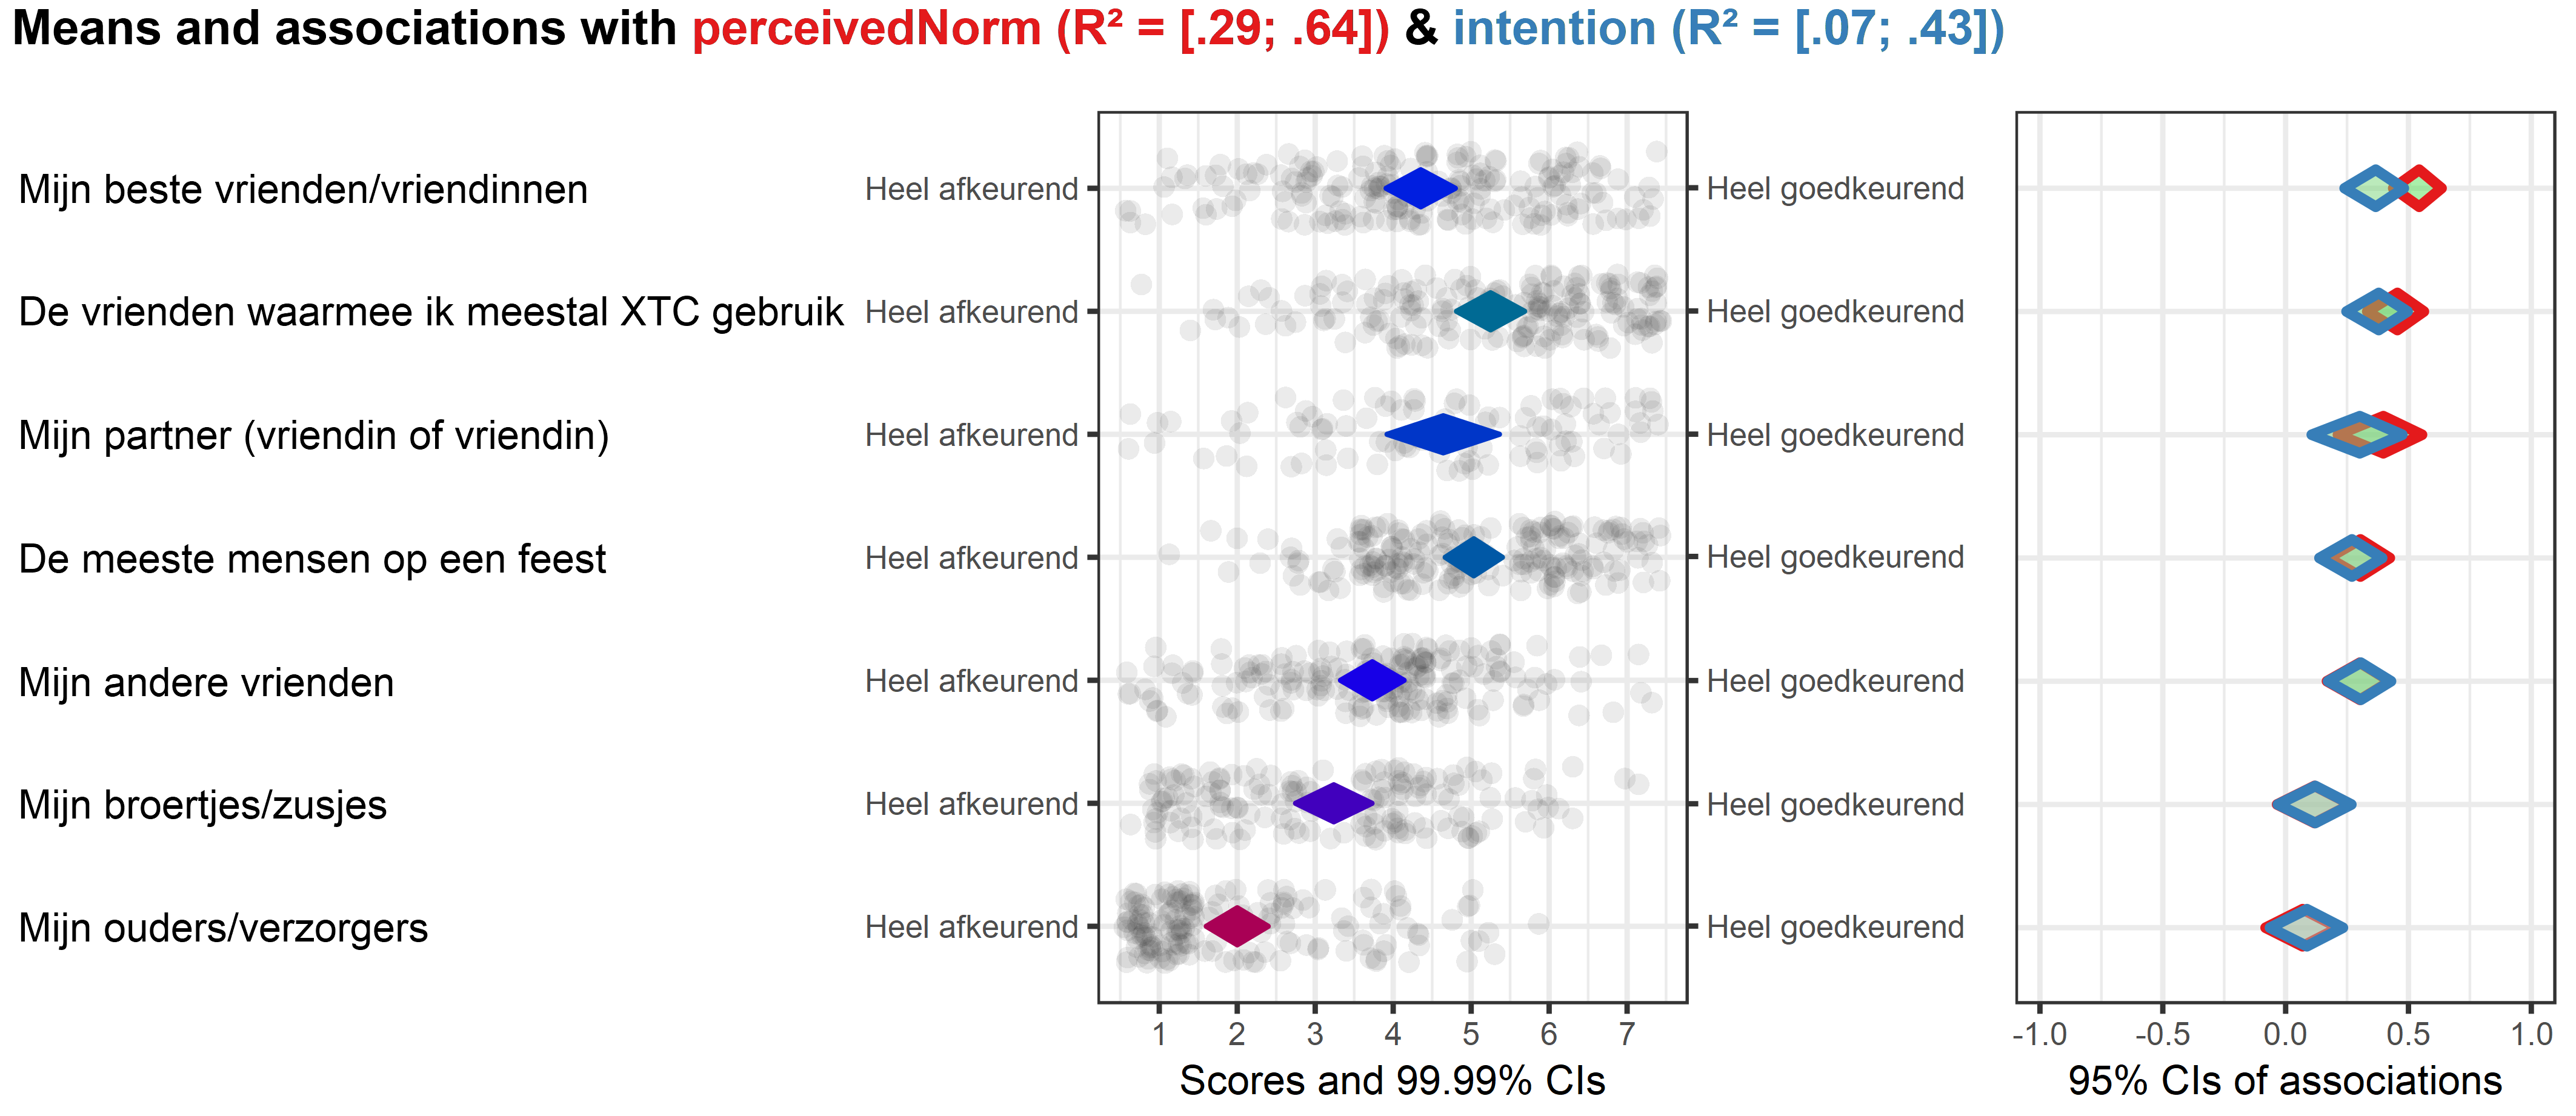 Means and associations with perceivedNorm (R² = [.29; .64]) & intention (R² = [.07; .43])
Mijn beste vrienden/vriendinnen Heel afkeurend Heel goedkeurend
De vrienden waarmee ik meestal XTC gebruik Heel afkeurend Heel goedkeurend
Mijn partner (vriendin of vriendin) Heel afkeurend Heel goedkeurend
De meeste mensen op een feest Heel afkeurend Heel goedkeurend
Mijn andere vrienden Heel afkeurend Heel goedkeurend
Mijn broertjes/zusjes Heel afkeurend Heel goedkeurend
Mijn ouders/verzorgers Heel afkeurend Heel goedkeurend
1 2 3 4 5 6 7 -1.0 -0.5 0.0 0.5 1.0
Scores and 99.99% CIs 95% CIs of associations